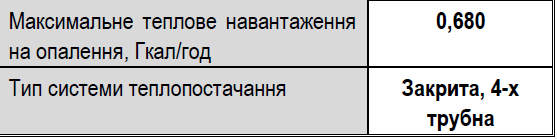 Максимальне теплове навантаження 0,680
на опалення, Гкал/год
Тип системи теплопостачання Закрита, 4-х
трубна